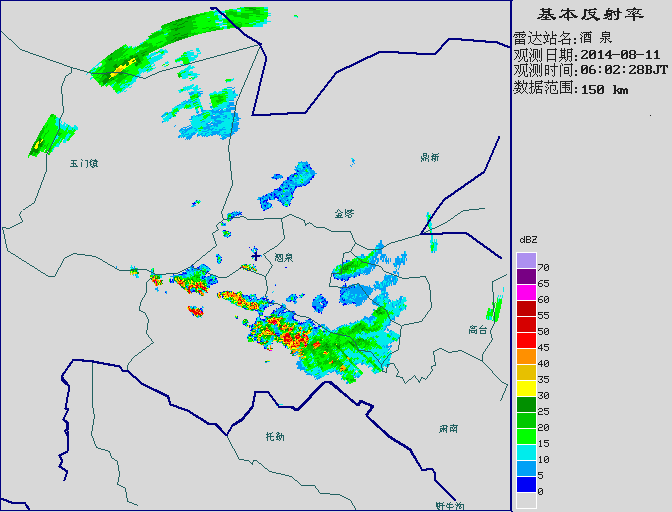 基本反射率
雷达站名:酒 泉
观测日期:2014-08-11
观测时间:06:02:28BJT
数据范围:150 km
玉门镇
鼎新
金塔
酒泉
高台
肃南
托勒
野牛沟
dBZ
70
65
60
55
50
45
40
35
30
25
20
15
10
5
0